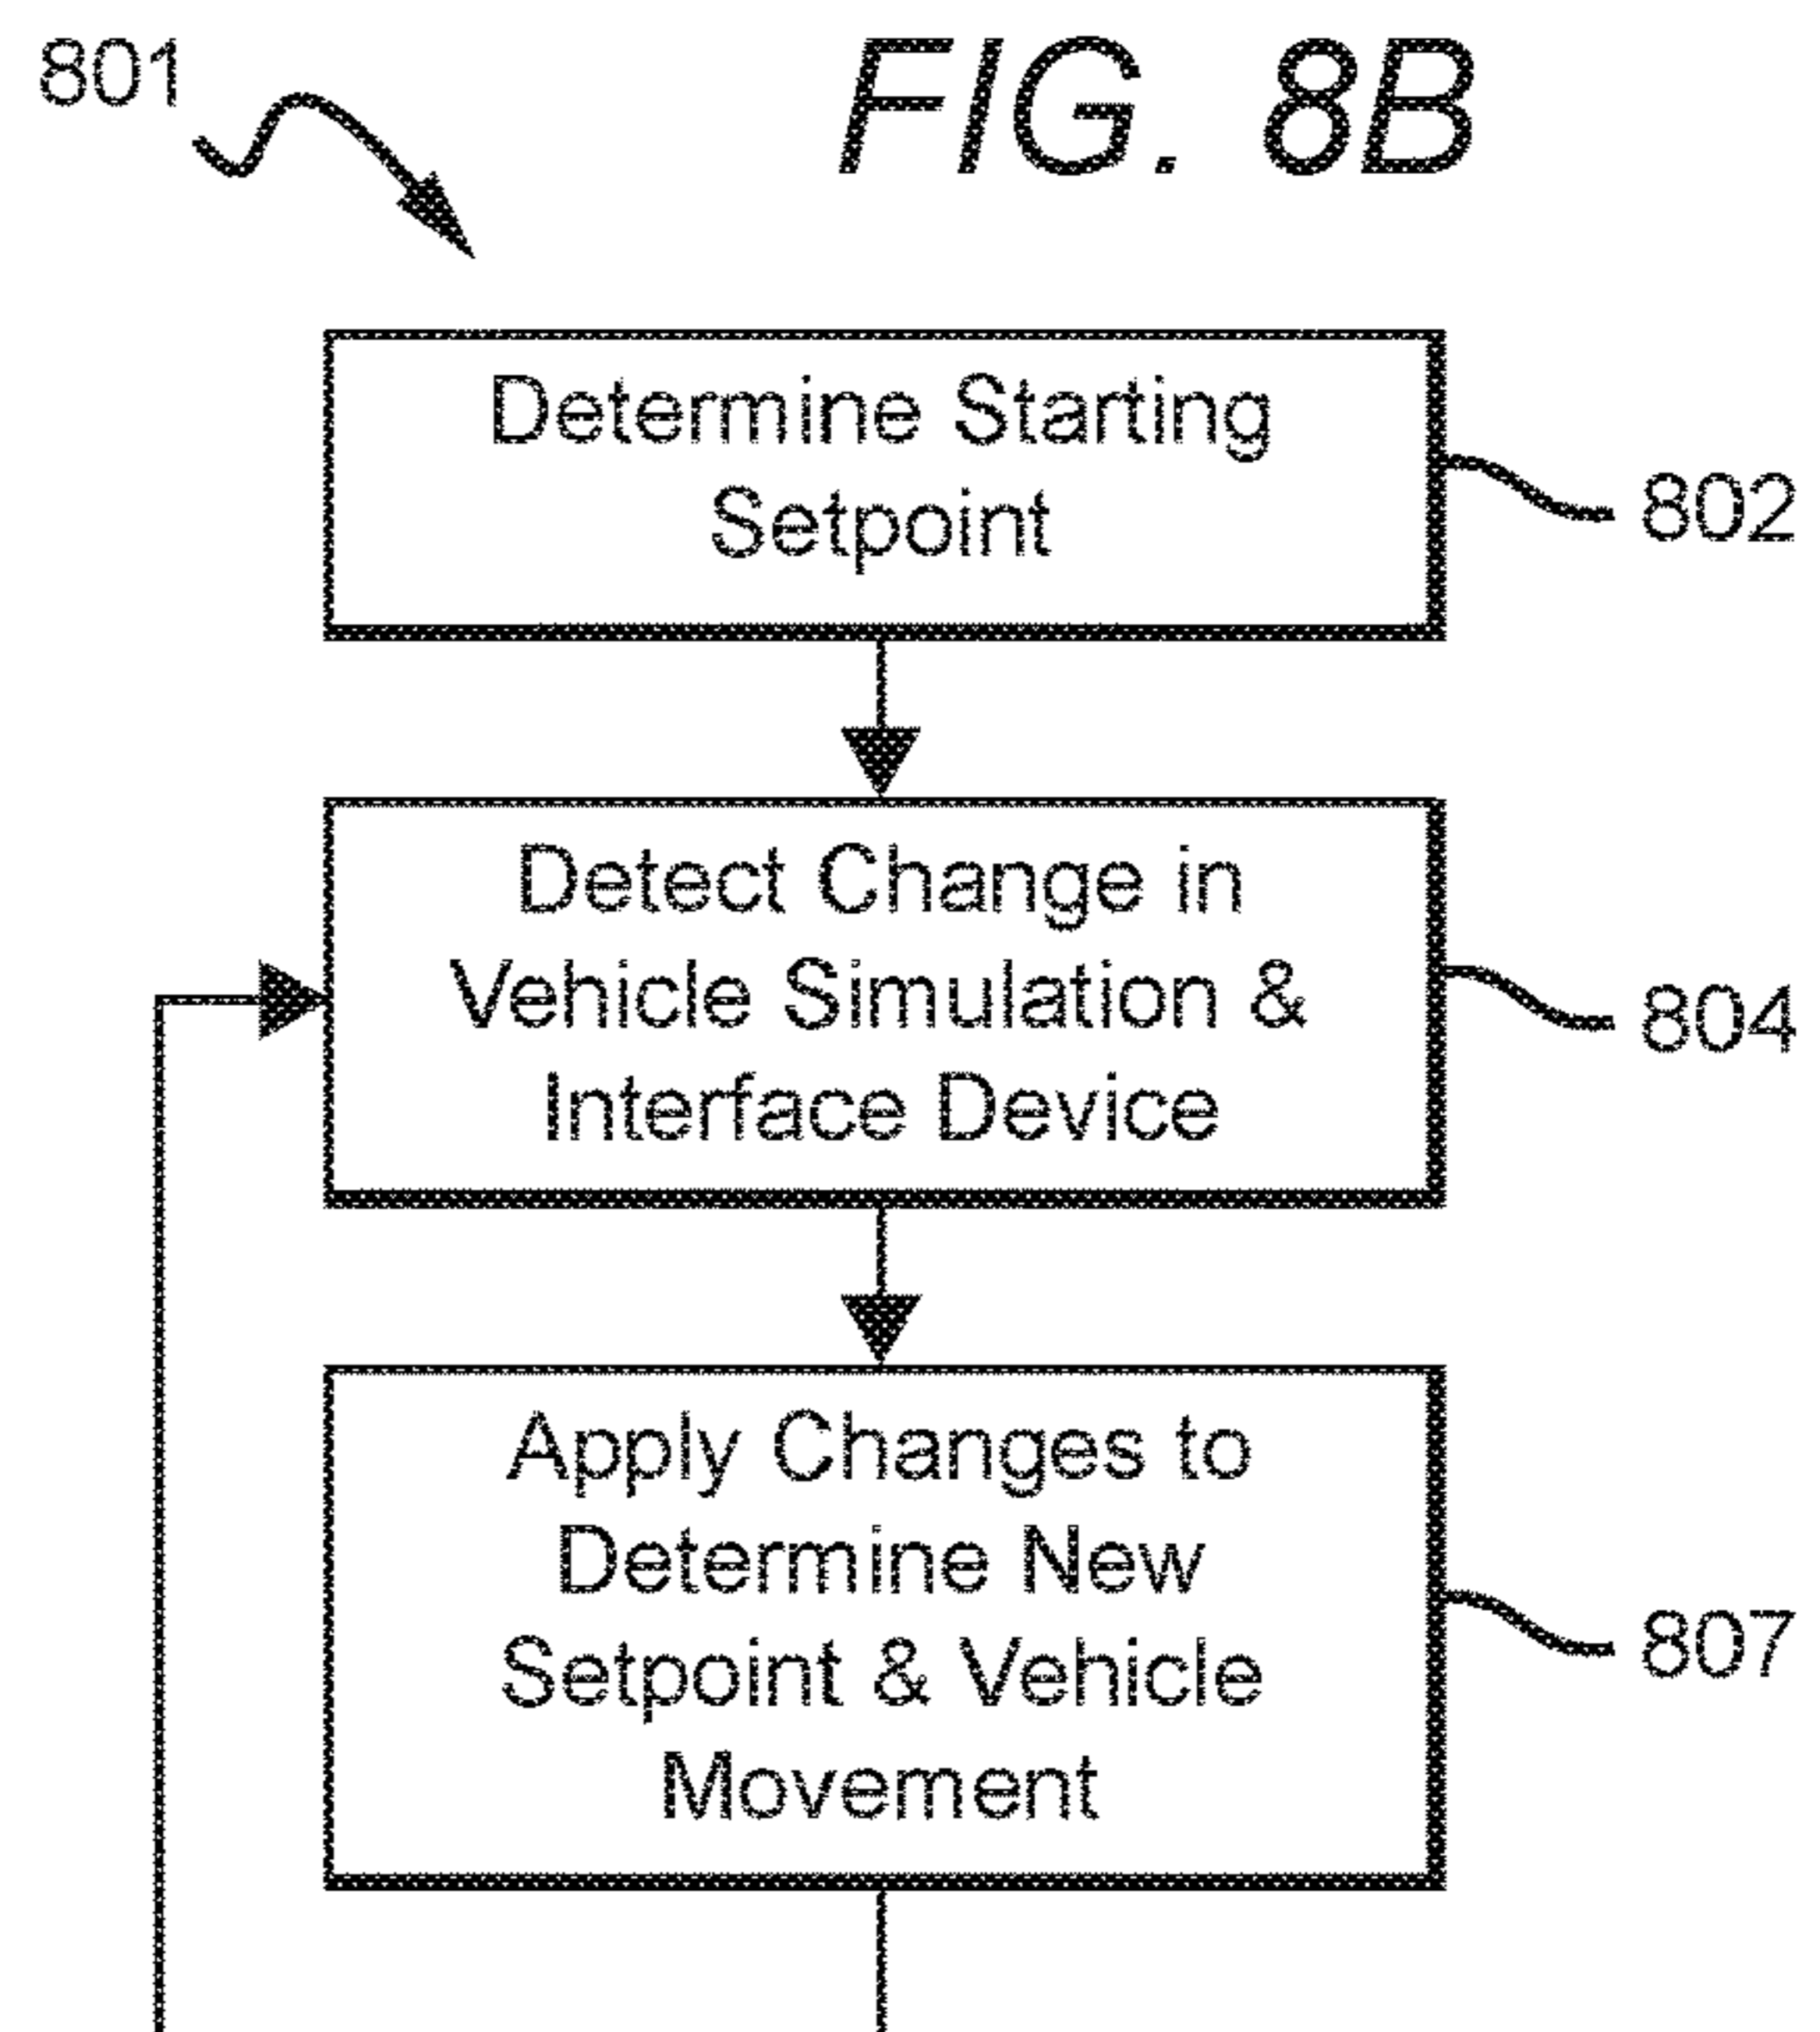 801
FIG. 8B
Determine Starting
Setpoint
802
Detect Change in
Vehicle Simulation &
Interface Device
804
Apply Changes to
Determine New
Setpoint & Vehicle
Movement
807